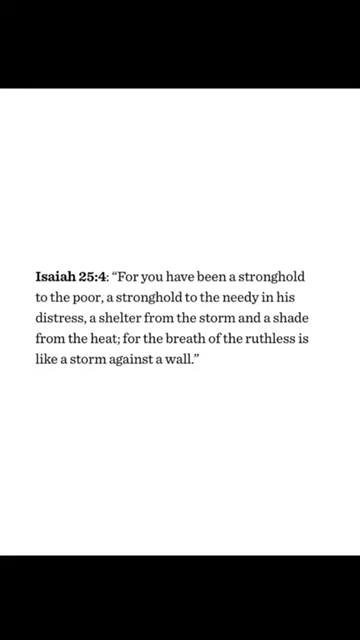 Isaiah 25:4: “For you have been a stronghold
to the poor, a stronghold to the needy in his
distress, a shelter from the storm and a shade
from the heat; for the breath of the ruthless is
like a storm against a wall.”